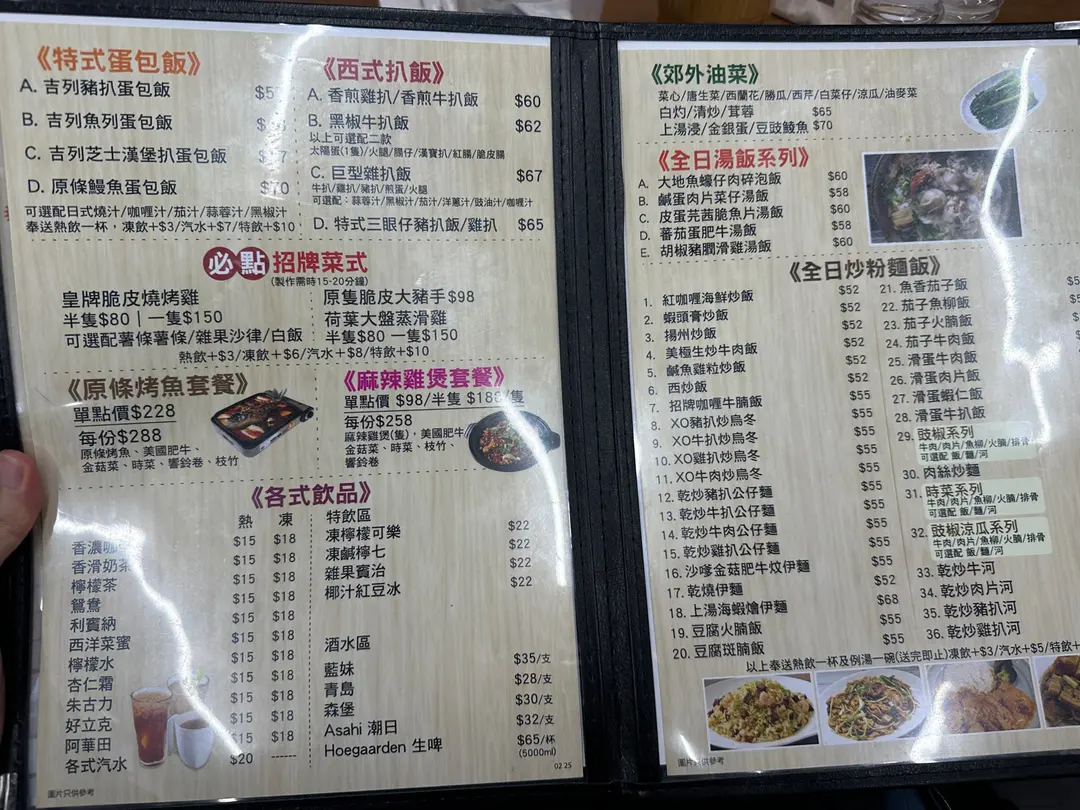 《特式蛋包飯》
A. 吉列豬扒蛋包飯
B. 吉列魚列蛋包飯
C. 吉列芝士漢堡扒蛋包飯
D. 原條鰻魚蛋包飯 $70
可選配日式燒汁/咖喱汁/茄汁/蒜蓉汁/黑椒汁
奉送熱飲一杯，凍飲+$3/汽水+$7/特飲+$10
《西式扒飯》
A. 香煎雞扒/香煎牛扒飯 $60
B. 黑椒牛扒飯 $62
以上可選配二款
太陽蛋(1隻)/火腿/腸仔/漢寶扒/紅腸/脆皮腸
C. 巨型雜扒飯 $67
牛扒/雞扒/豬扒/煎蛋/火腿
可選配：蒜蓉汁/黑椒汁/茄汁/洋蔥汁/豉油汁/咖喱汁
D. 特式三眼仔豬扒飯/雞扒 $65
必點 招牌菜式
(製作需時15-20分鐘)
皇牌脆皮燒烤雞
半隻$80 | 一隻$150
可選配薯條薯條/雜果沙律/白飯
原隻脆皮大豬手$98
荷葉大盤蒸滑雞
半隻$80 一隻$150
熱飲+$3/凍飲+$6/汽水+$8/特飲+$10
《原條烤魚套餐》
單點價$228
每份$288
原條烤魚、美國肥牛、
金菇菜、時菜、響鈴卷、枝竹
《麻辣雞煲套餐》
單點價 $98/半隻 $188/隻
每份$258
麻辣雞煲(隻)，美國肥牛
金菇菜、時菜、枝竹、
響鈴卷
《各式飲品》
熱 凍
香濃咖 $15 $18
香滑奶茶 $15 $18
檸檬茶 $15 $18
鴛鴦 $15 $18
利賓納 $15 $18
西洋菜蜜 $15 $18
檸檬水 $15 $18
杏仁霜 $15 $18
朱古力 $15 $18
好立克 $15 $18
阿華田 $15 $18
各式汽水 $20 ------
特飲區
凍檸檬可樂 $22
凍鹹檸七 $22
雜果賓治 $22
椰汁紅豆冰 $22
酒水區
藍妹 $35/支
青島 $28/支
森堡 $30/支
Asahi 潮日 $32/支
Hoegaarden 生啤 $65/杯
(5000ml)
02 25
圖片只供參考
《郊外油菜》
菜心/唐生菜/西蘭花/勝瓜/西芹/白菜仔/涼瓜/油麥菜
白灼/清炒/蓉蓉 $65
上湯浸/金銀蛋/豆豉鯪魚 $70
《全日湯飯系列》
A. 大地魚蠔仔肉碎泡飯 $60
B. 鹹蛋肉片菜仔湯飯 $58
C. 皮蛋芫茜脆魚片湯飯 $60
D. 蕃茄蛋肥牛湯飯 $58
E. 胡椒豬膶滑雞湯飯 $60
《全日炒粉麵飯》
1. 紅咖喱海鮮炒飯 $52
2. 蝦頭膏炒飯 $52
3. 揚州炒飯 $52
4. 美極生炒牛肉飯 $52
5. 鹹魚雞粒炒飯 $52
6. 西炒飯 $52
7. 招牌咖喱牛腩飯 $55
8. XO豬扒炒烏冬 $55
9. XO牛扒炒烏冬 $55
10. XO雞扒炒烏冬 $55
11. XO牛肉炒烏冬 $55
12. 乾炒豬扒公仔麵 $55
13. 乾炒牛扒公仔麵 $55
14. 乾炒牛肉公仔麵 $55
15. 乾炒雞扒公仔麵 $55
16. 沙嗲金菇肥牛炆伊麵 $55
17. 乾燒伊麵 $52
18. 上湯海蝦燴伊麵 $68
19. 豆腐火腩飯 $55
20. 豆腐斑腩飯 $55
21. 魚香茄子飯
22. 茄子魚柳飯
23. 茄子火腩飯
24. 茄子牛肉飯
25. 滑蛋牛肉飯
26. 滑蛋肉片飯
27. 滑蛋蝦仁飯
28. 滑蛋牛扒飯
29. 豉椒系列
牛肉/肉片/魚柳/火腩/排骨
可選配 飯/麵/河
30. 肉絲炒麵
31. 時菜系列
牛肉/肉片/魚柳/火腩/排骨
可選配 飯/麵/河
32. 豉椒涼瓜系列
牛肉/肉片/魚柳/火腩/排骨
可選配 飯/麵/河
33. 乾炒牛河
34. 乾炒肉片河
35. 乾炒豬扒河
36. 乾炒雞扒河
以上奉送熱飲一杯及例湯一碗(送完即止)凍飲+$3/汽水+$5/特飲+
圖片只供參考